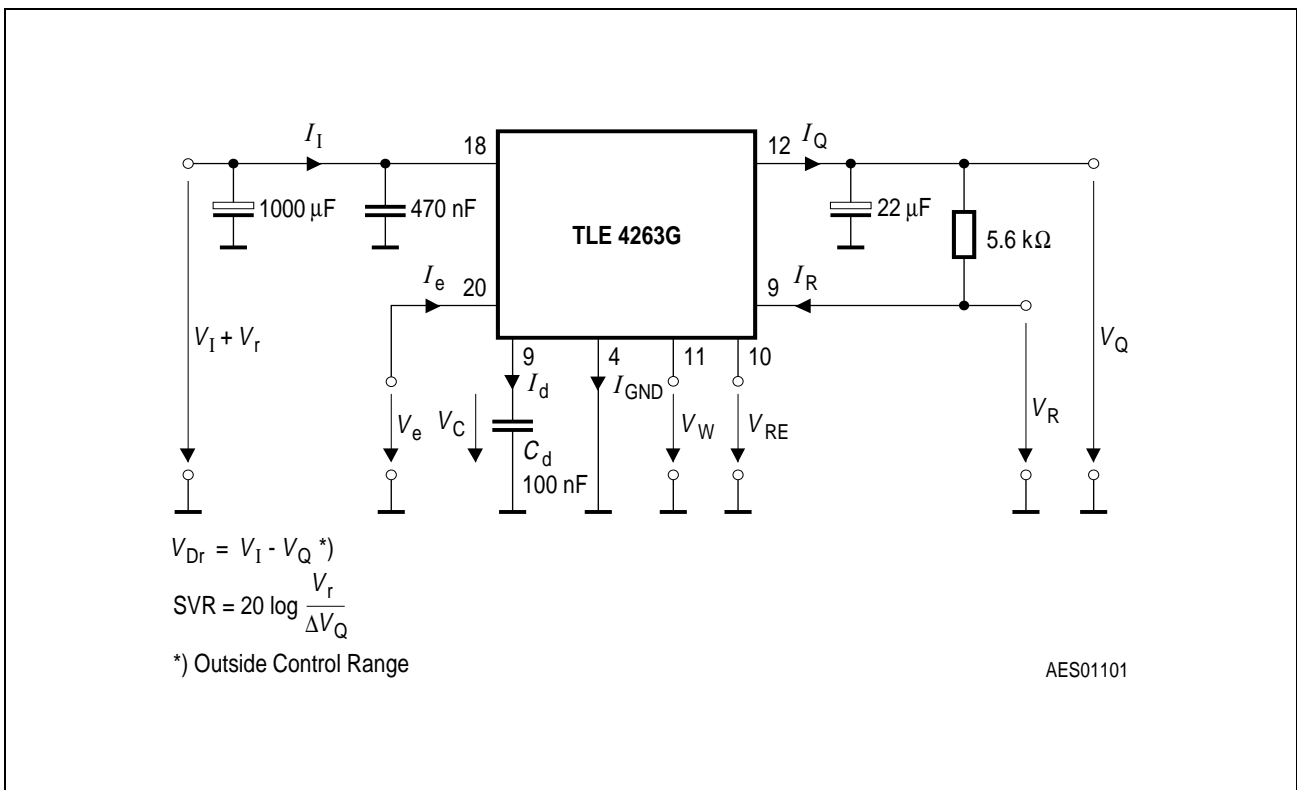 I_I
18
12
I_Q
1000 μF
470 nF
TLE 4263G
22 μF
5.6 kΩ
I_e
20
9
I_R
V_I + V_r
9
4
11
10
I_d
I_GND
V_e
V_C
C_d
100 nF
V_W
V_RE
V_R
V_Q
V_Dr = V_I - V_Q *)
SVR = 20 log V_r / ΔV_Q
*) Outside Control Range
AES01101